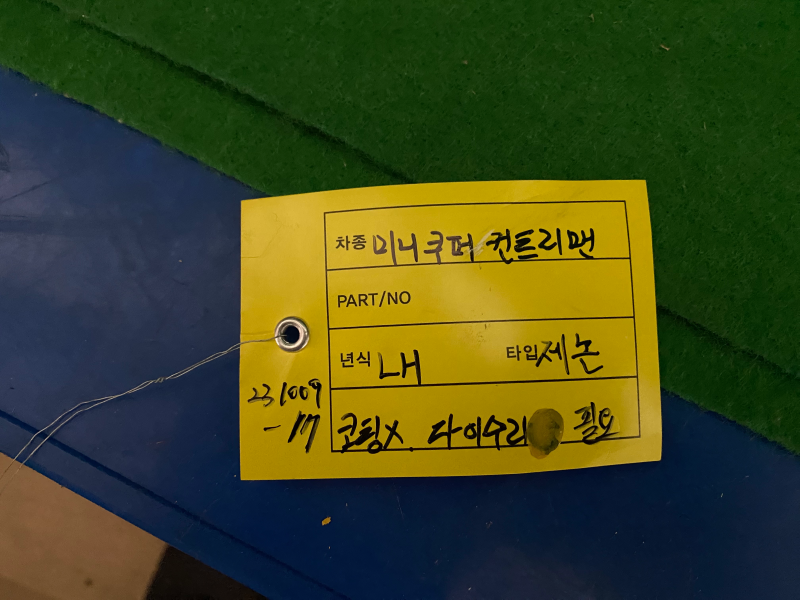 차종 미니쿠퍼 컨트리맨
PART/NO
년식 LH 타입 제논
231009
-17
코팅X. 다이수리 필요